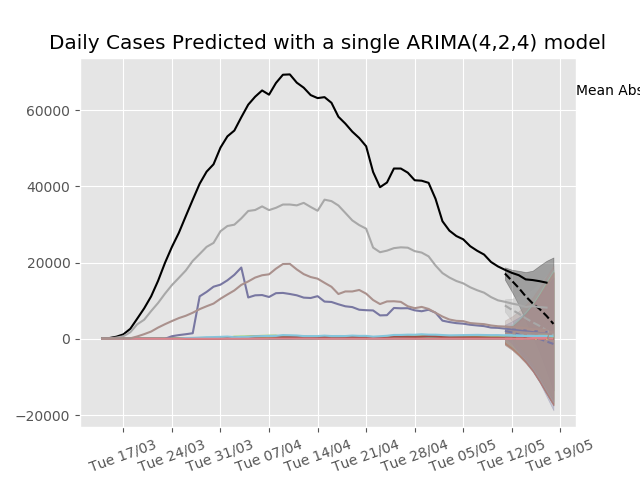 Daily Cases Predicted with a single ARIMA(4,2,4) model
Mean Abs
60000
40000
20000
0
−20000
Tue 17/03
Tue 24/03
Tue 31/03
Tue 07/04
Tue 14/04
Tue 21/04
Tue 28/04
Tue 05/05
Tue 12/05
Tue 19/05